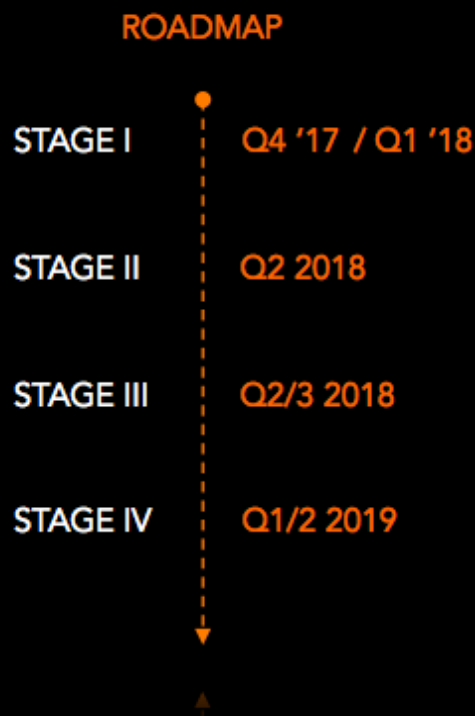 ROADMAP
STAGE I Q4 ’17 / Q1 ‘18
STAGE II Q2 2018
STAGE III Q2/3 2018
STAGE IV Q1/2 2019